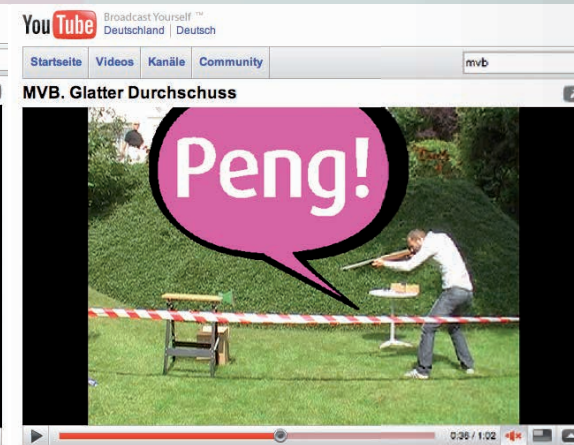 YouTube
Broadcast Yourself ™
Deutschland | Deutsch
Startseite Videos Kanäle Community
mvb
MVB. Glatter Durchschuss
Peng!
0:36 / 1:02